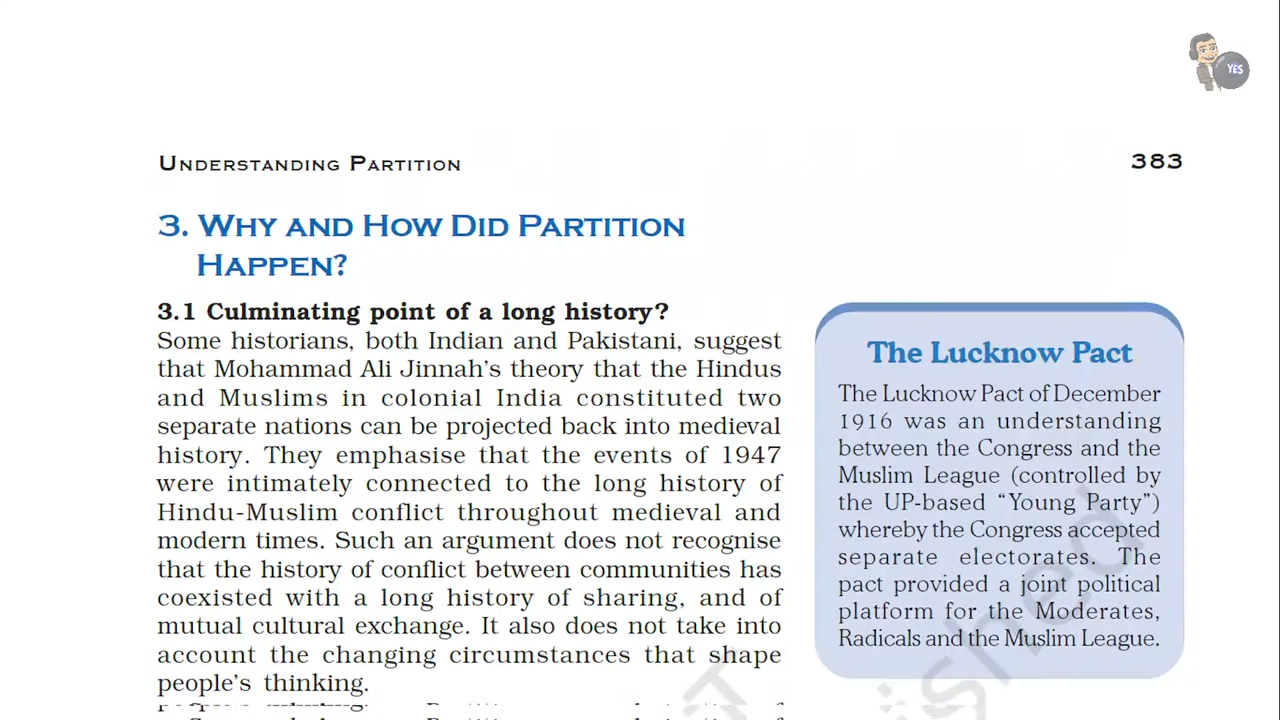 YES
UNDERSTANDING PARTITION
383
3. WHY AND HOW DID PARTITION
HAPPEN?
3.1 Culminating point of a long history?
Some historians, both Indian and Pakistani, suggest
that Mohammad Ali Jinnah's theory that the Hindus
and Muslims in colonial India constituted two
separate nations can be projected back into medieval
history. They emphasise that the events of 1947
were intimately connected to the long history of
Hindu-Muslim conflict throughout medieval and
modern times. Such an argument does not recognise
that the history of conflict between communities has
coexisted with a long history of sharing, and of
mutual cultural exchange. It also does not take into
account the changing circumstances that shape
people's thinking.
The Lucknow Pact
The Lucknow Pact of December
1916 was an understanding
between the Congress and the
Muslim League (controlled by
the UP-based “Young Party”)
whereby the Congress accepted
separate electorates. The
pact provided a joint political
platform for the Moderates,
Radicals and the Muslim League.